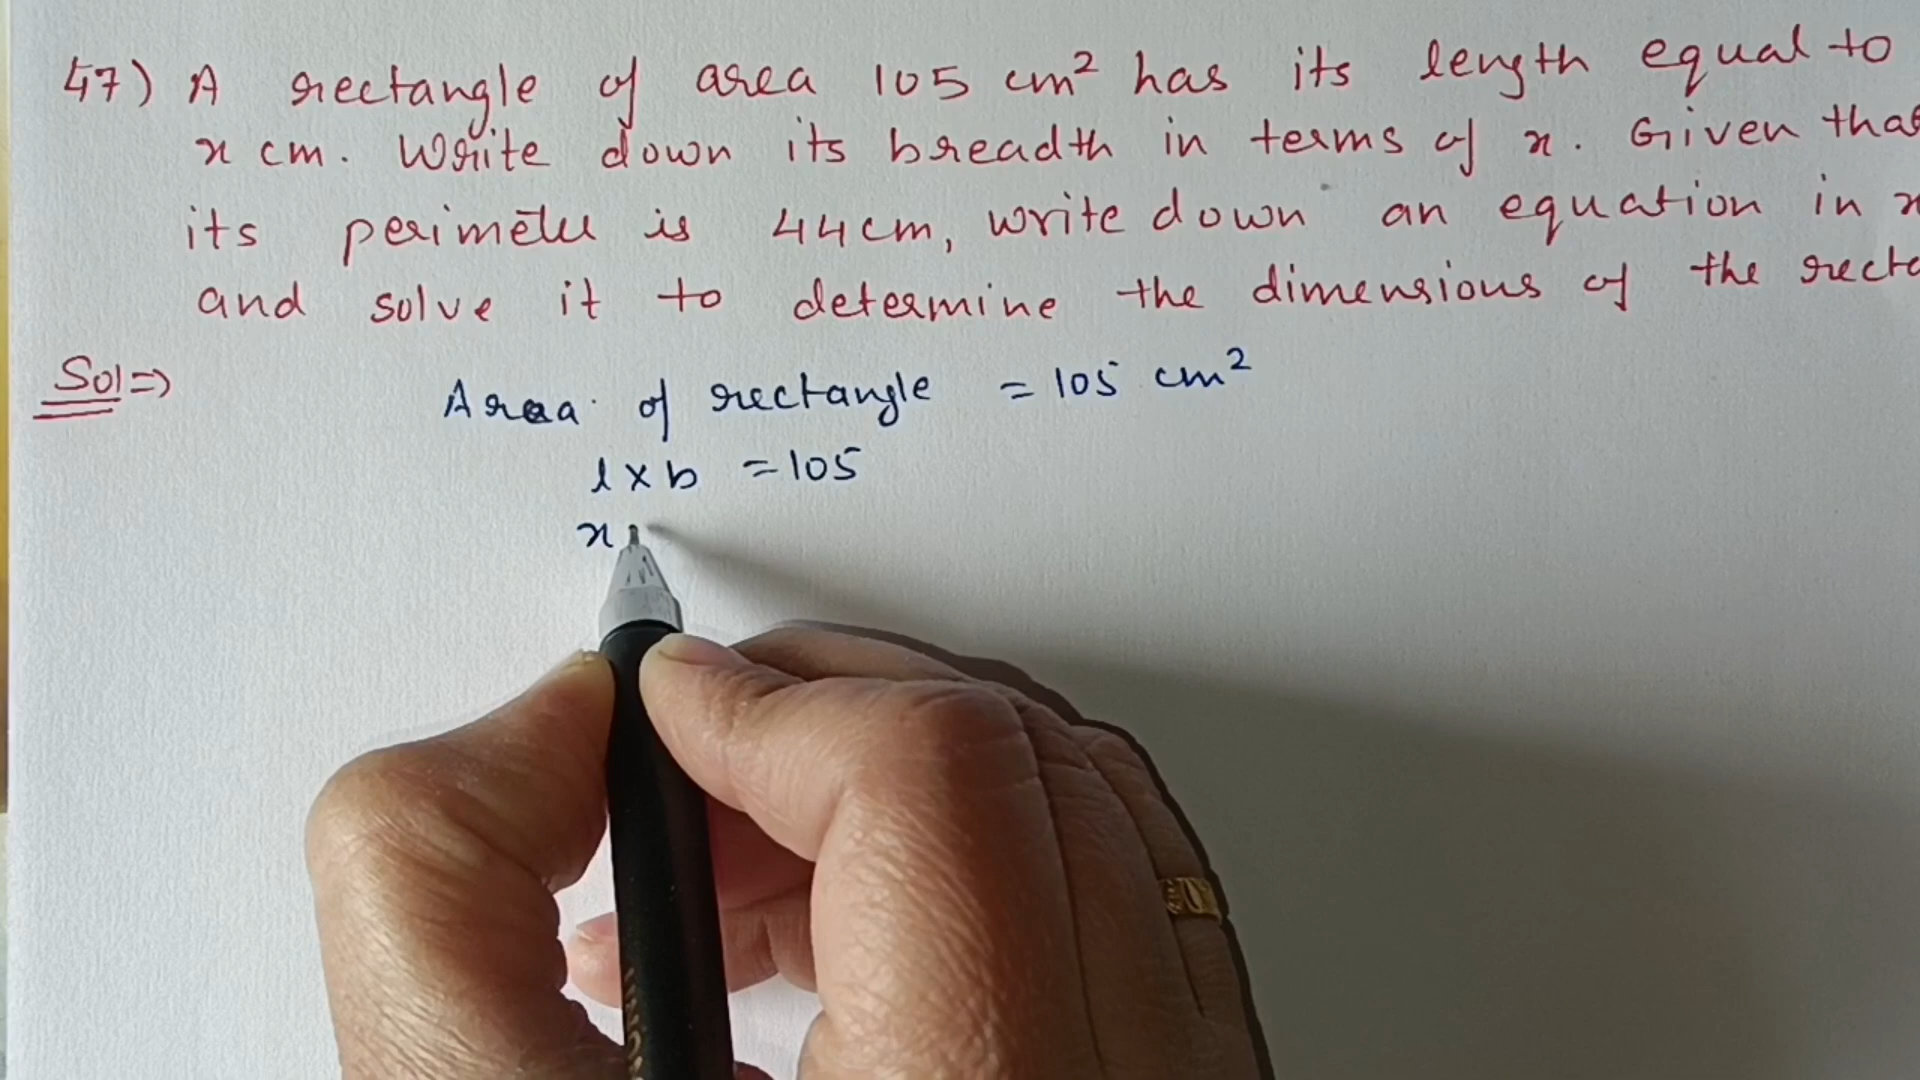 47) A rectangle of area 105 cm² has its length equal to
x cm. Write down its breadth in terms of x. Given that
its perimeter is 44cm, write down an equation in x
and solve it to determine the dimensions of the recta
Sol⇒
Area of rectangle = 105 cm²
l × b = 105
x